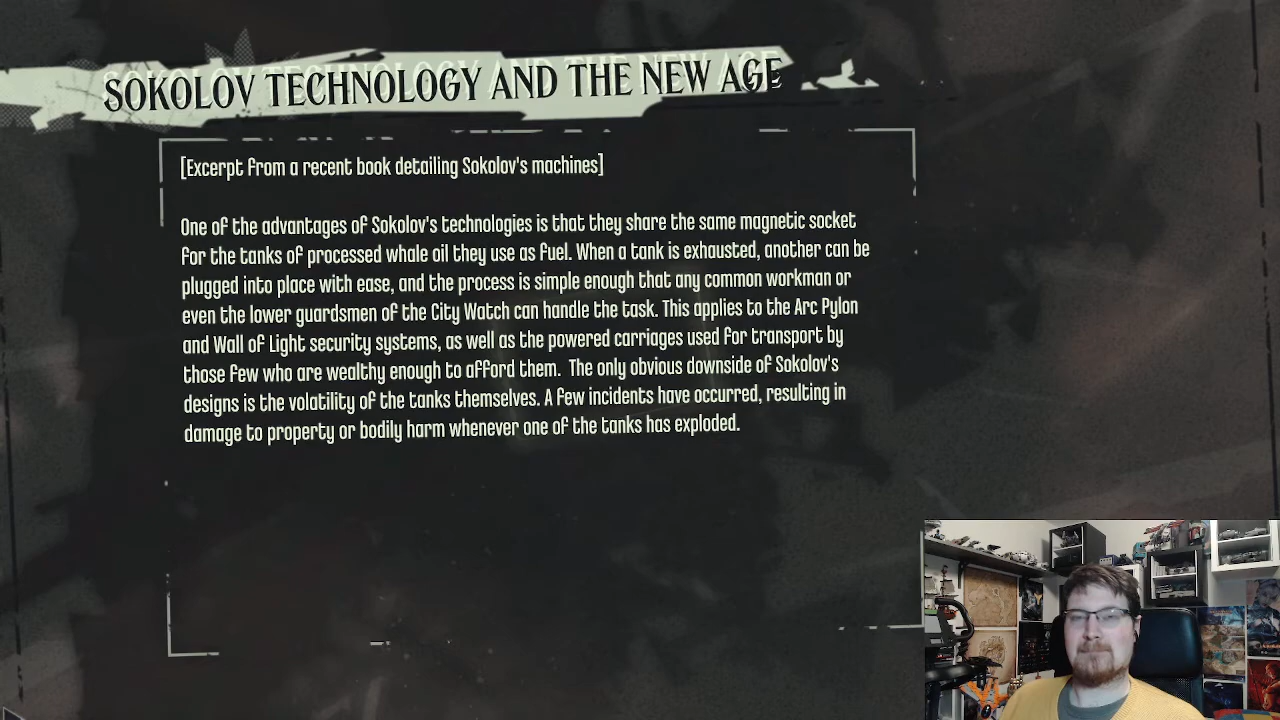 SOKOLOV TECHNOLOGY AND THE NEW AGE
[Excerpt from a recent book detailing Sokolov's machines]
One of the advantages of Sokolov's technologies is that they share the same magnetic socket
for the tanks of processed whale oil they use as fuel. When a tank is exhausted, another can be
plugged into place with ease, and the process is simple enough that any common workman or
even the lower guardsmen of the City Watch can handle the task. This applies to the Arc Pylon
and Wall of Light security systems, as well as the powered carriages used for transport by
those few who are wealthy enough to afford them.  The only obvious downside of Sokolov's
designs is the volatility of the tanks themselves. A few incidents have occurred, resulting in
damage to property or bodily harm whenever one of the tanks has exploded.